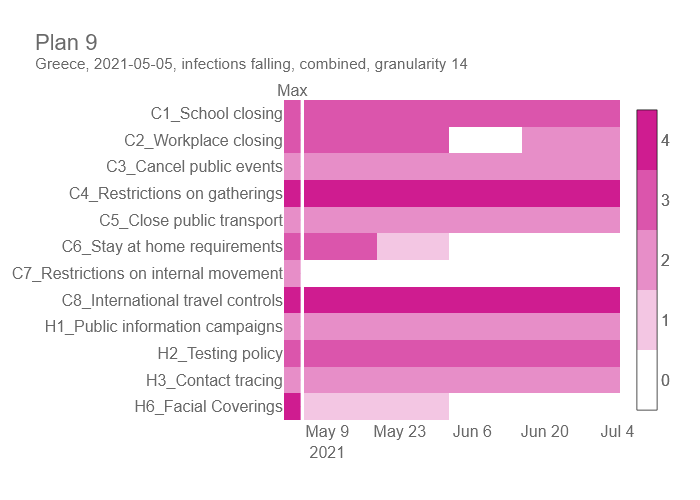 Plan 9
Greece, 2021-05-05, infections falling, combined, granularity 14
Max
C1_School closing
C2_Workplace closing
C3_Cancel public events
C4_Restrictions on gatherings
C5_Close public transport
C6_Stay at home requirements
C7_Restrictions on internal movement
C8_International travel controls
H1_Public information campaigns
H2_Testing policy
H3_Contact tracing
H6_Facial Coverings
May 9 May 23 Jun 6 Jun 20 Jul 4
2021
4
3
2
1
0